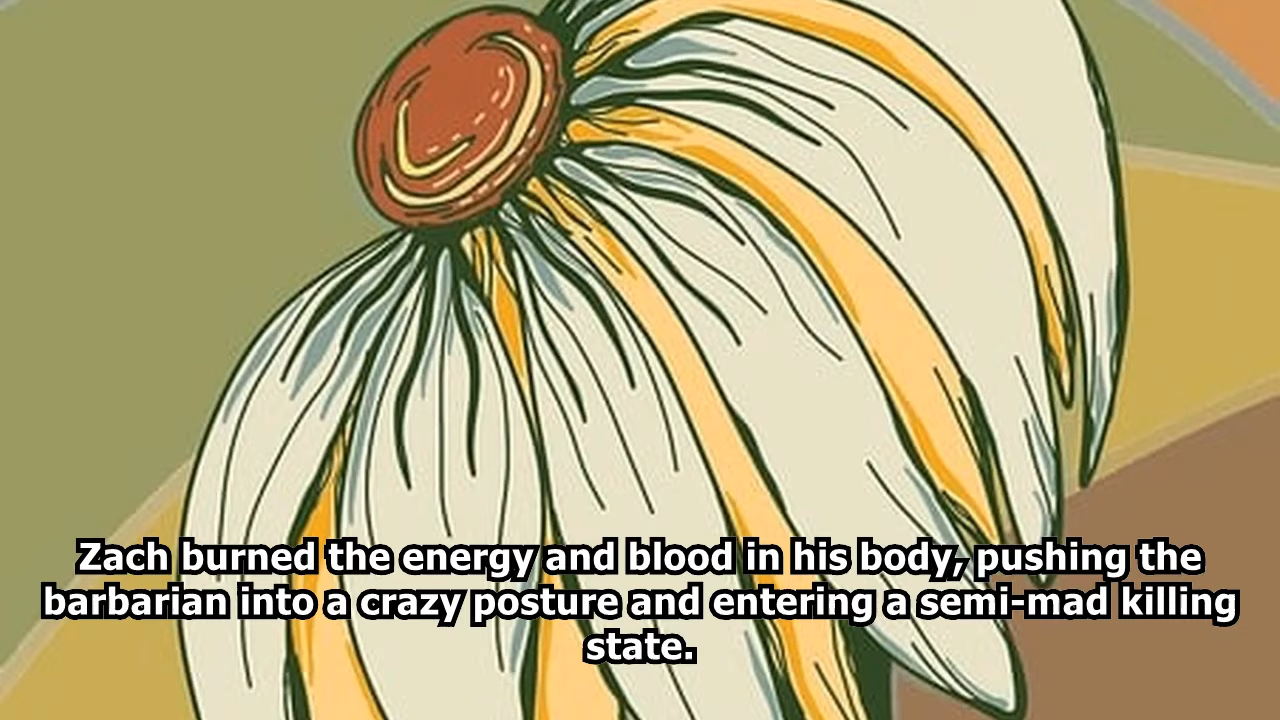 Zach burned the energy and blood in his body, pushing the
barbarian into a crazy posture and entering a semi-mad killing
state.